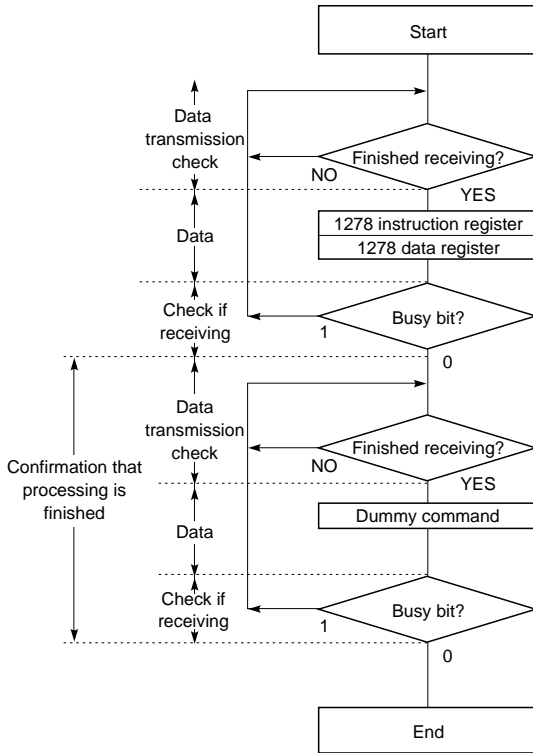 Start
Data
transmission
check
Finished receiving?
NO
YES
1278 instruction register
1278 data register
Data
Check if
receiving
Busy bit?
1
0
Confirmation that
processing is
finished
Data
transmission
check
Finished receiving?
NO
YES
Dummy command
Data
Check if
receiving
Busy bit?
1
0
End